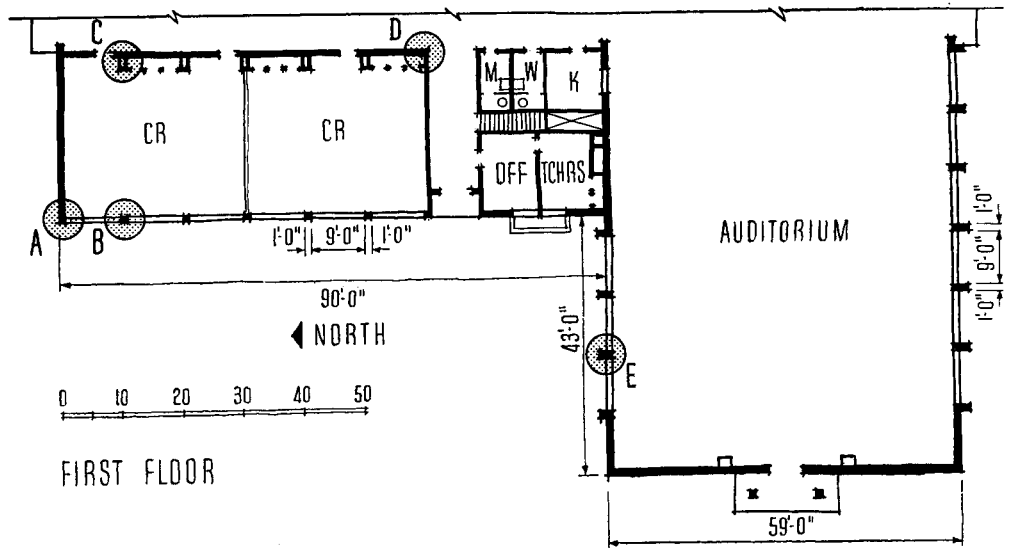 C
D
M
W
K
CR
CR
OFF
TCHRS
A
B
1'-0"
9'-0"
1'-0"
AUDITORIUM
1'-0"
9'-0"
1'-0"
90'-0"
NORTH
43'-0"
E
0 10 20 30 40 50
FIRST FLOOR
59'-0"